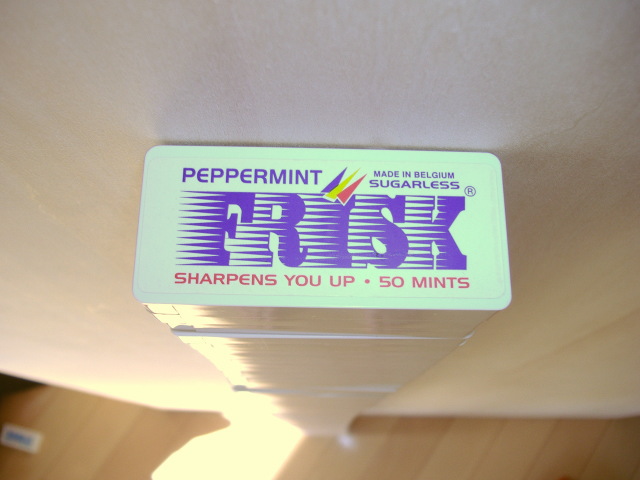 PEPPERMINT
MADE IN BELGIUM
SUGARLESS
FRISK®
SHARPENS YOU UP • 50 MINTS